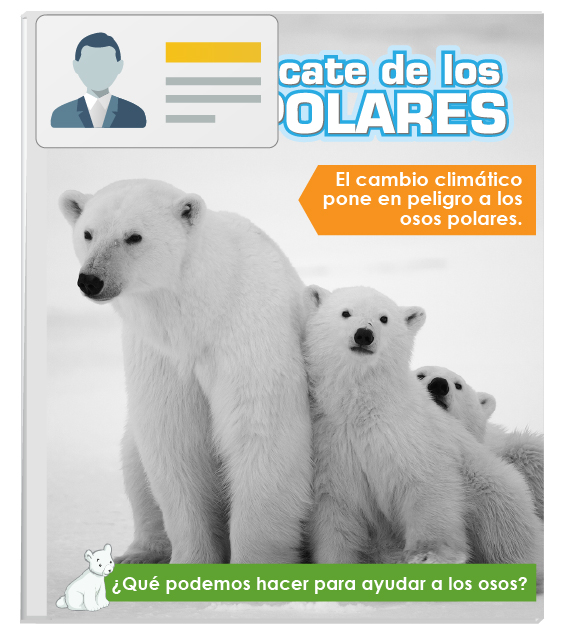 cate de los
POLARES
El cambio climático
pone en peligro a los
osos polares.
¿Qué podemos hacer para ayudar a los osos?